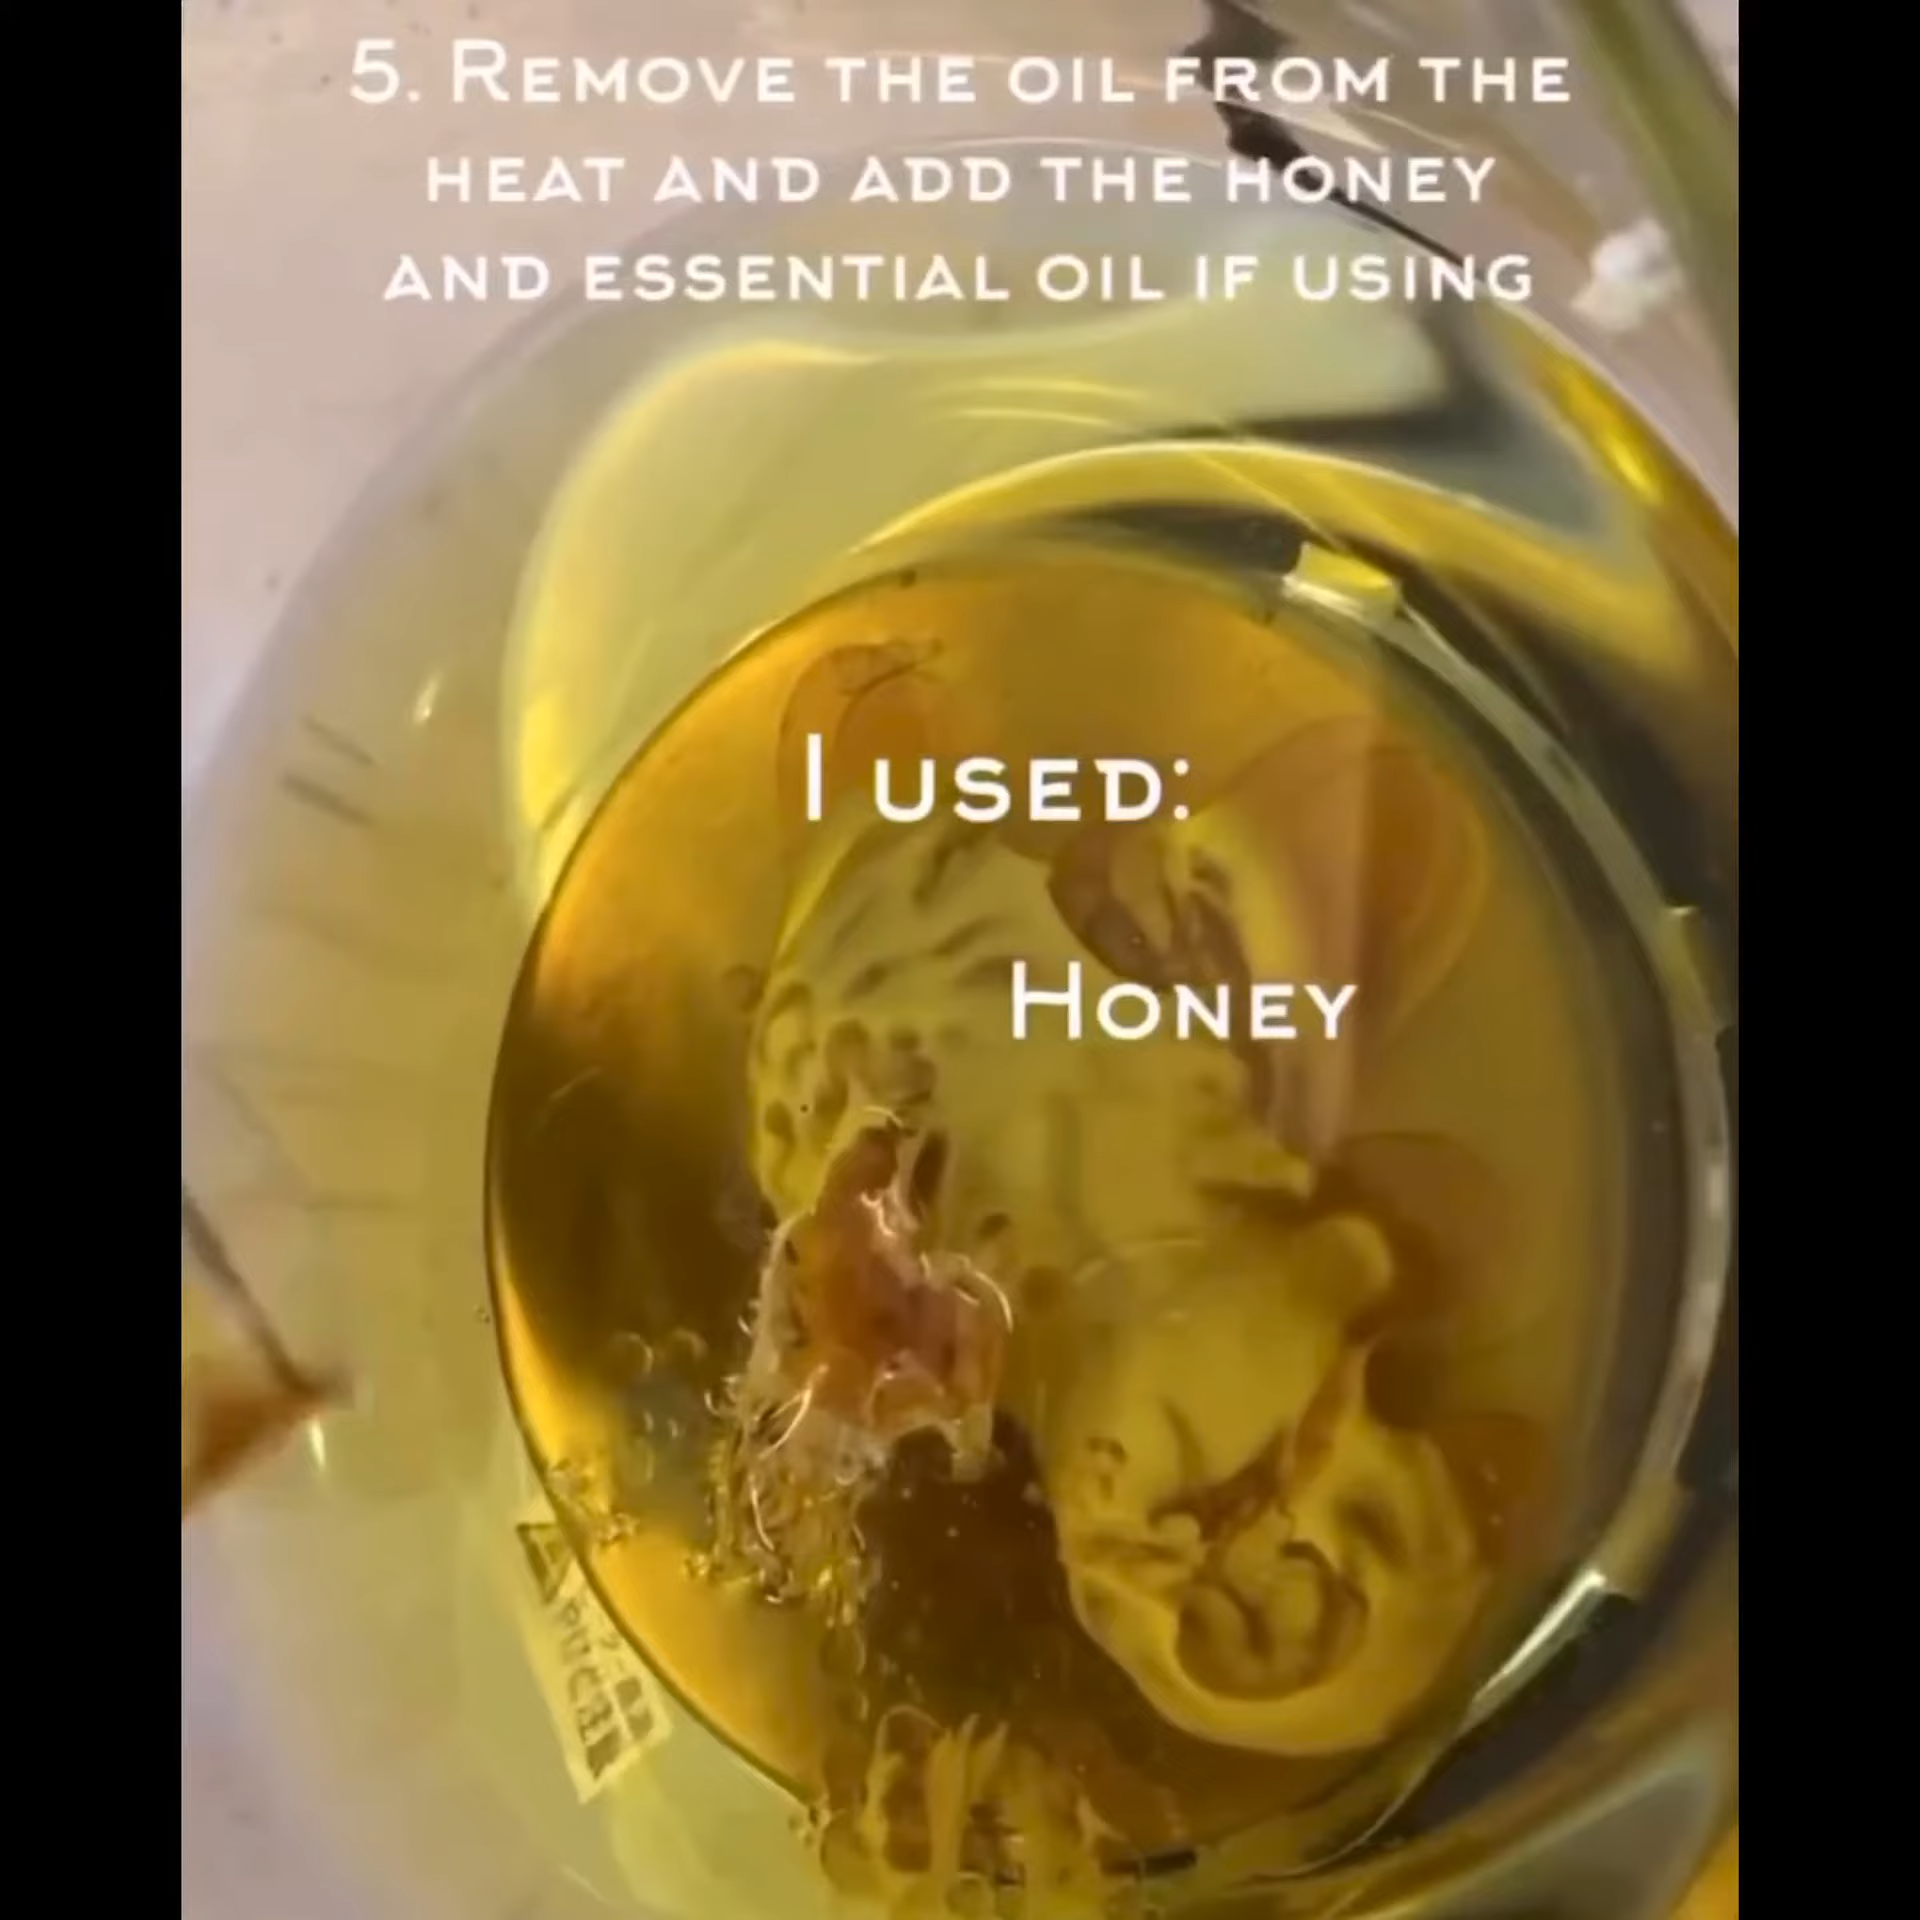 5. Remove the oil from the
heat and add the honey
and essential oil if using
I used:
Honey